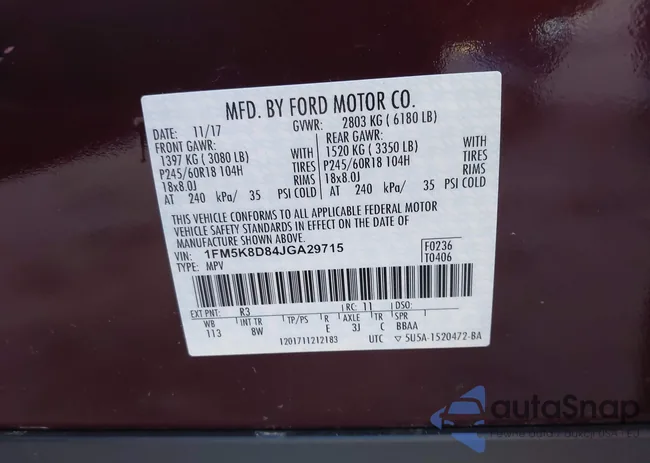 MFD. BY FORD MOTOR CO.
DATE: 11/17 GVWR: 2803 KG ( 6180 LB)
FRONT GAWR: REAR GAWR:
1397 KG ( 3080 LB) WITH 1520 KG ( 3350 LB) WITH
P245/60R18 104H TIRES P245/60R18 104H TIRES
18x8.0J RIMS 18x8.0J RIMS
AT 240 kPa/ 35 PSI COLD AT 240 kPa/ 35 PSI COLD
THIS VEHICLE CONFORMS TO ALL APPLICABLE FEDERAL MOTOR
VEHICLE SAFETY STANDARDS IN EFFECT ON THE DATE OF
MANUFACTURE SHOWN ABOVE.
VIN: 1FM5K8D84JGA29715 F0236
TYPE: MPV T0406
EXT PNT: R3 RC: 11 DSO:
WB INT TR TP/PS R AXLE TR SPR
113 BW E 3J C BBAA
1201711212183 UTC ▽5U5A-1520472-BA
autoSnap